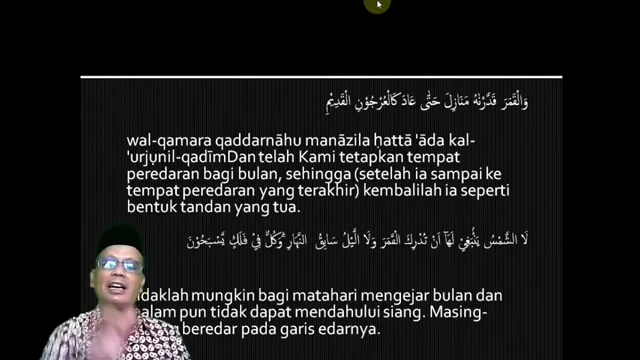 وَالْقَمَرَ قَدَّرْنٰهُ مَنَازِلَ حَتّٰى عَادَ كَالْعُرْجُوْنِ الْقَدِيْمِ
wal-qamara qaddarnāhu manāzila ḥattā 'āda kal-
'urjụnil-qadīmDan telah Kami tetapkan tempat
peredaran bagi bulan, sehingga (setelah ia sampai ke
tempat peredaran yang terakhir) kembalilah ia seperti
bentuk tandan yang tua.
لَا الشَّمْسُ يَنْۢبَغِيْ لَهَآ اَنْ تُدْرِكَ الْقَمَرَ وَلَا الَّيْلُ سَابِقُ النَّهَارِ ۗوَكُلٌّ فِيْ فَلَكٍ يَّسْبَحُوْنَ
mungkin bagi matahari mengejar bulan dan
pun tidak dapat mendahului siang. Masing-
beredar pada garis edarnya.